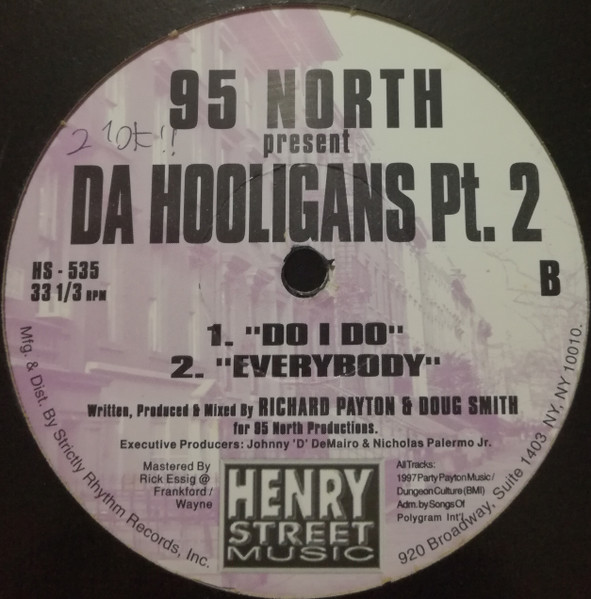 95 NORTH
present
DA HOOLIGANS Pt. 2
HS - 535
33 1/3 RPM
B
1. "DO I DO"
2. "EVERYBODY"
Written, Produced & Mixed By RICHARD PAYTON & DOUG SMITH
for 95 North Productions.
Executive Producers: Johnny 'D' DeMairo & Nicholas Palermo Jr.
Mastered By
Rick Essig @
Frankford /
Wayne
HENRY
STREET
MUSIC
All Tracks:
1997 Party Payton Music /
Dungeon Culture (BMI)
Adm. by Songs Of
Polygram Int'l.
Mfg. & Dist. By Strictly Rhythm Records, Inc.
920 Broadway, Suite 1403 NY, NY 10010.